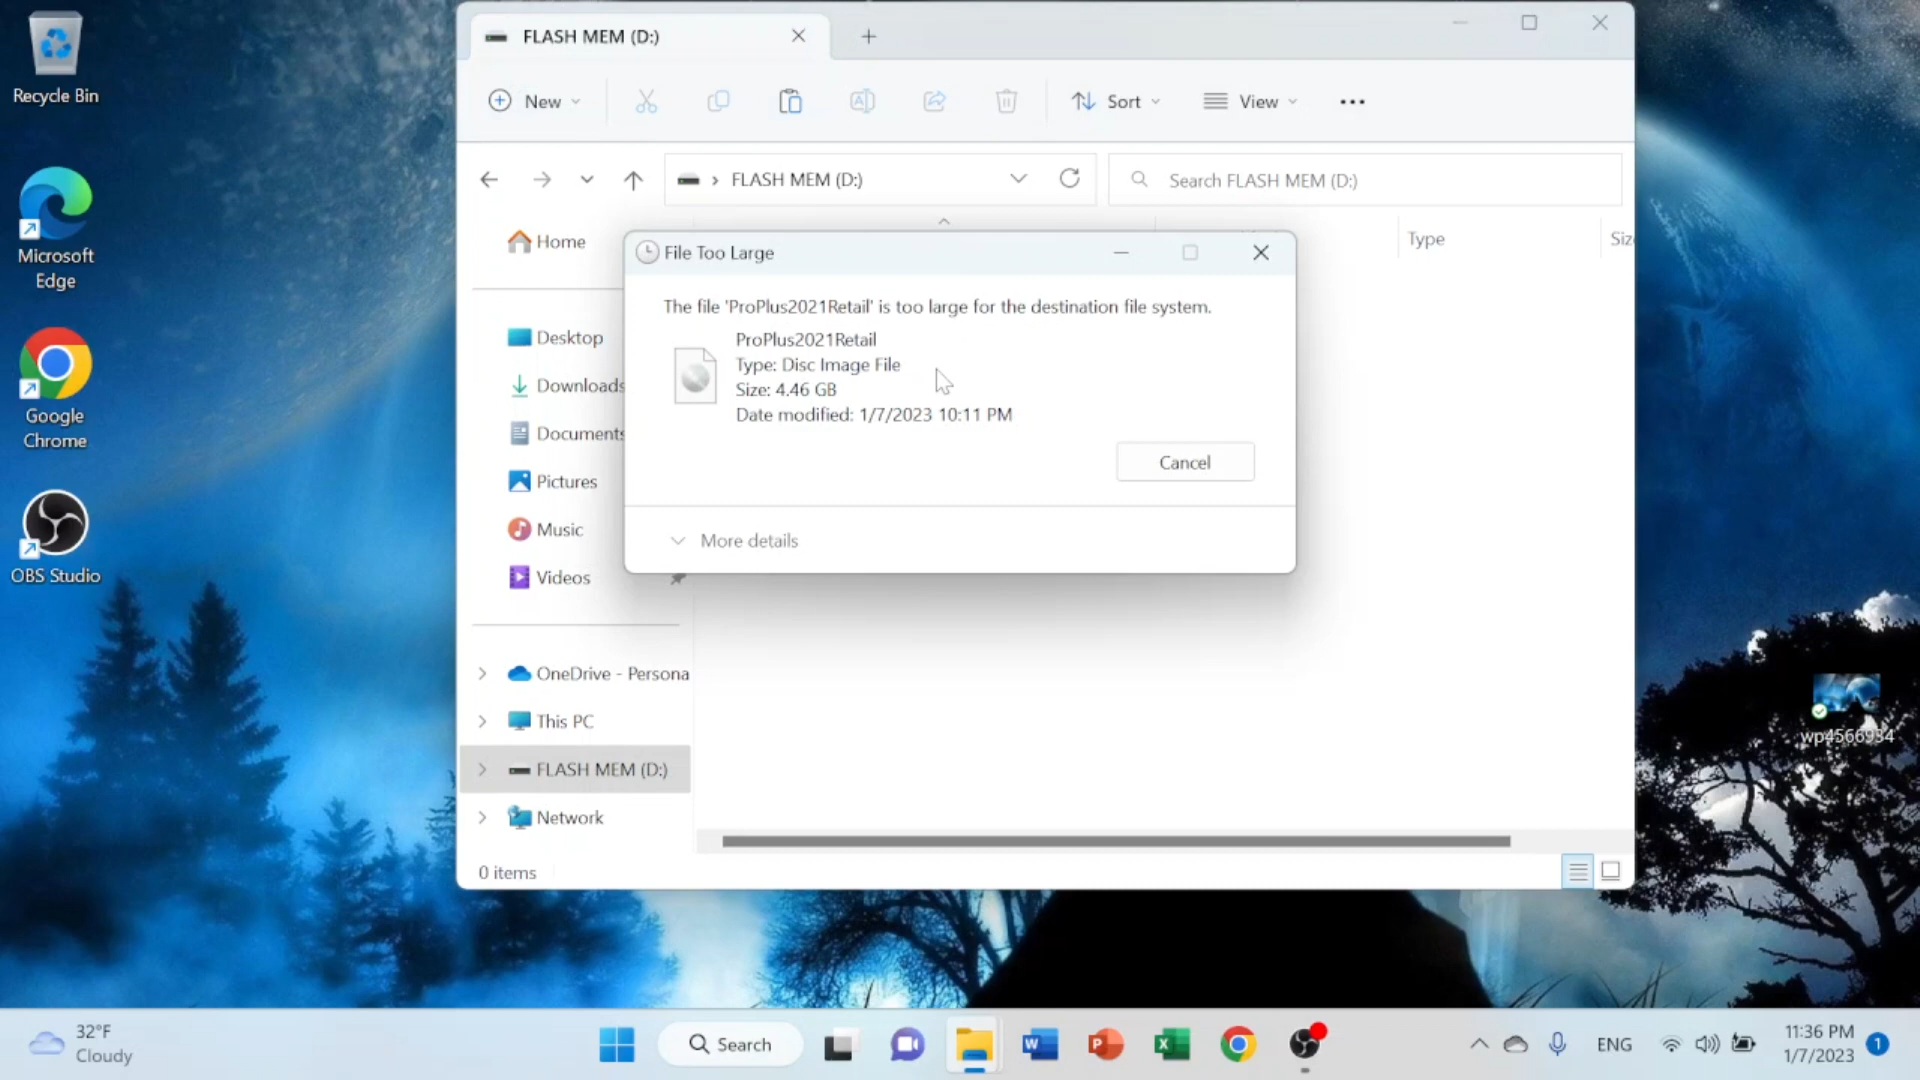 Recycle Bin
Microsoft
Edge
Google
Chrome
OBS Studio
FLASH MEM (D:)
New
Sort
View
FLASH MEM (D:)
Search FLASH MEM (D:)
Home
Desktop
Downloads
Documents
Pictures
Music
Videos
OneDrive - Persona
This PC
FLASH MEM (D:)
Network
Type
Siz
File Too Large
The file 'ProPlus2021Retail' is too large for the destination file system.
ProPlus2021Retail
Type: Disc Image File
Size: 4.46 GB
Date modified: 1/7/2023 10:11 PM
Cancel
More details
0 items
wp4566934
32°F
Cloudy
Search
ENG
11:36 PM
1/7/2023
1